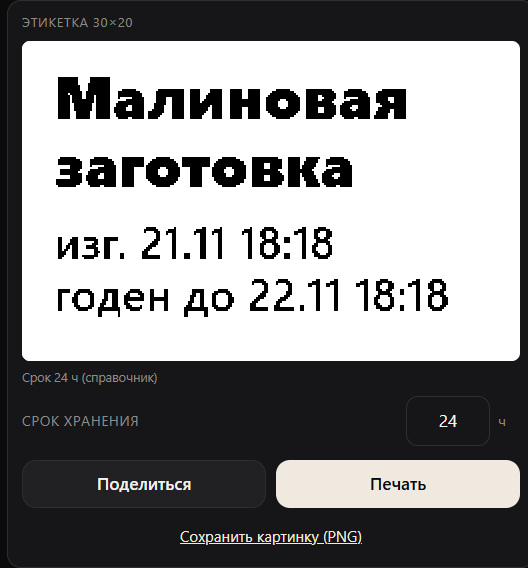 ЭТИКЕТКА 30×20
Малиновая
заготовка
изг. 21.11 18:18
годен до 22.11 18:18
Срок 24 ч (справочник)
СРОК ХРАНЕНИЯ 24 ч
Поделиться Печать
Сохранить картинку (PNG)